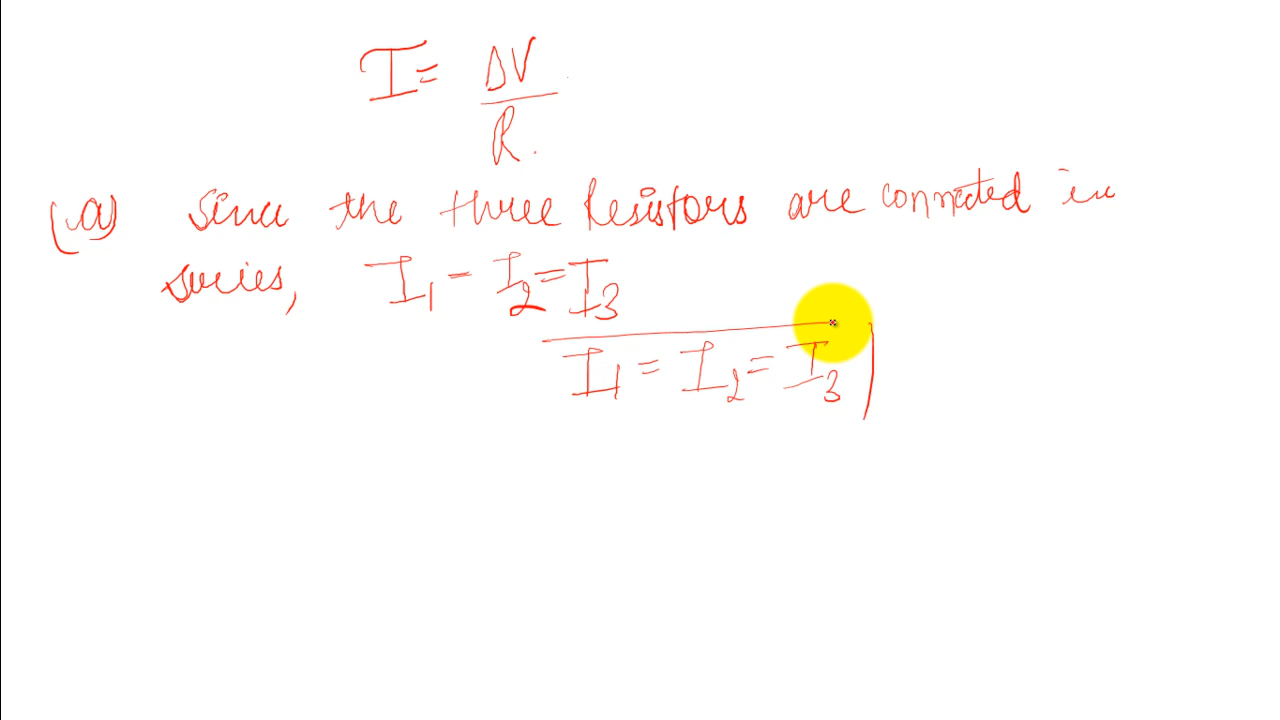 I = ΔV / R.
(a) Since the three Resistors are connected in
series, I₁ = I₂ = I₃
I₁ = I₂ = I₃